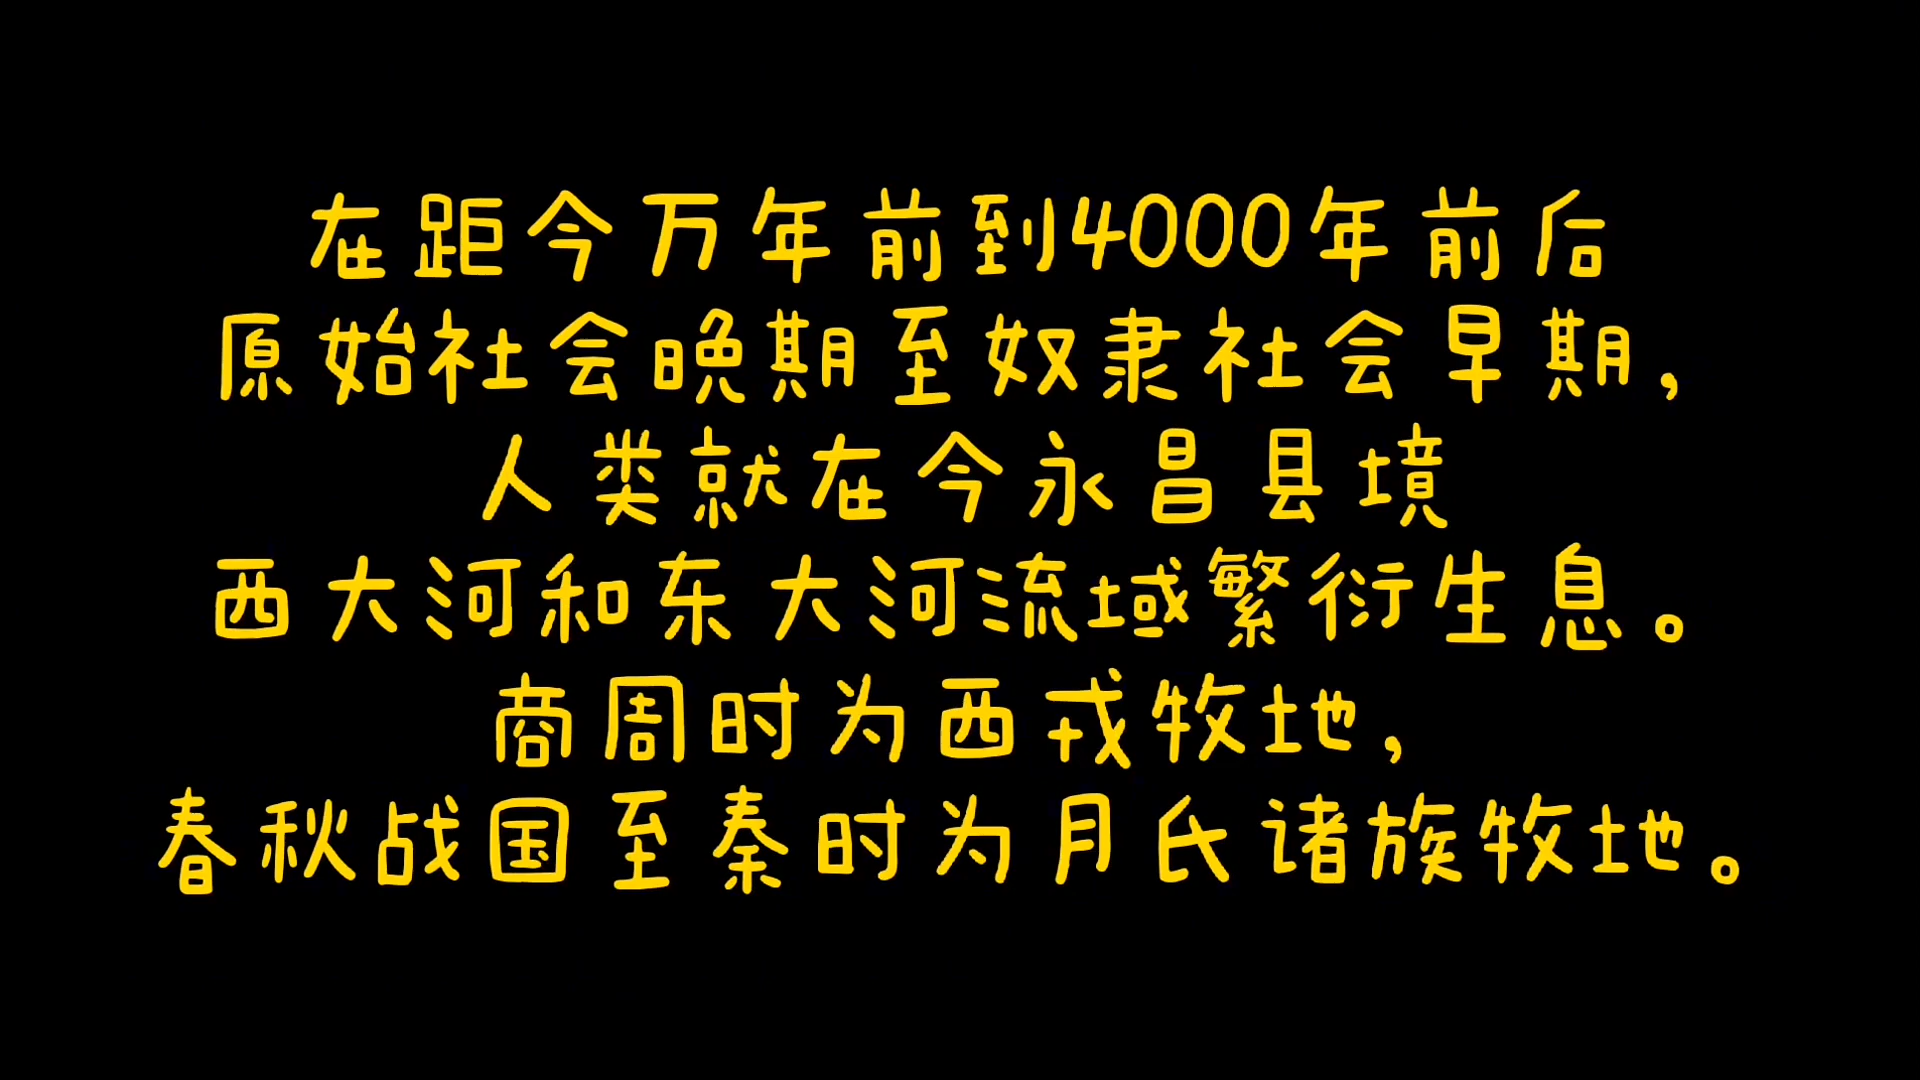 在距今万年前到4000年前后
原始社会晚期至奴隶社会早期,
人类就在今永昌县境
西大河和东大河流域繁衍生息。
商周时为西戎牧地,
春秋战国至秦时为月氏诸族牧地。